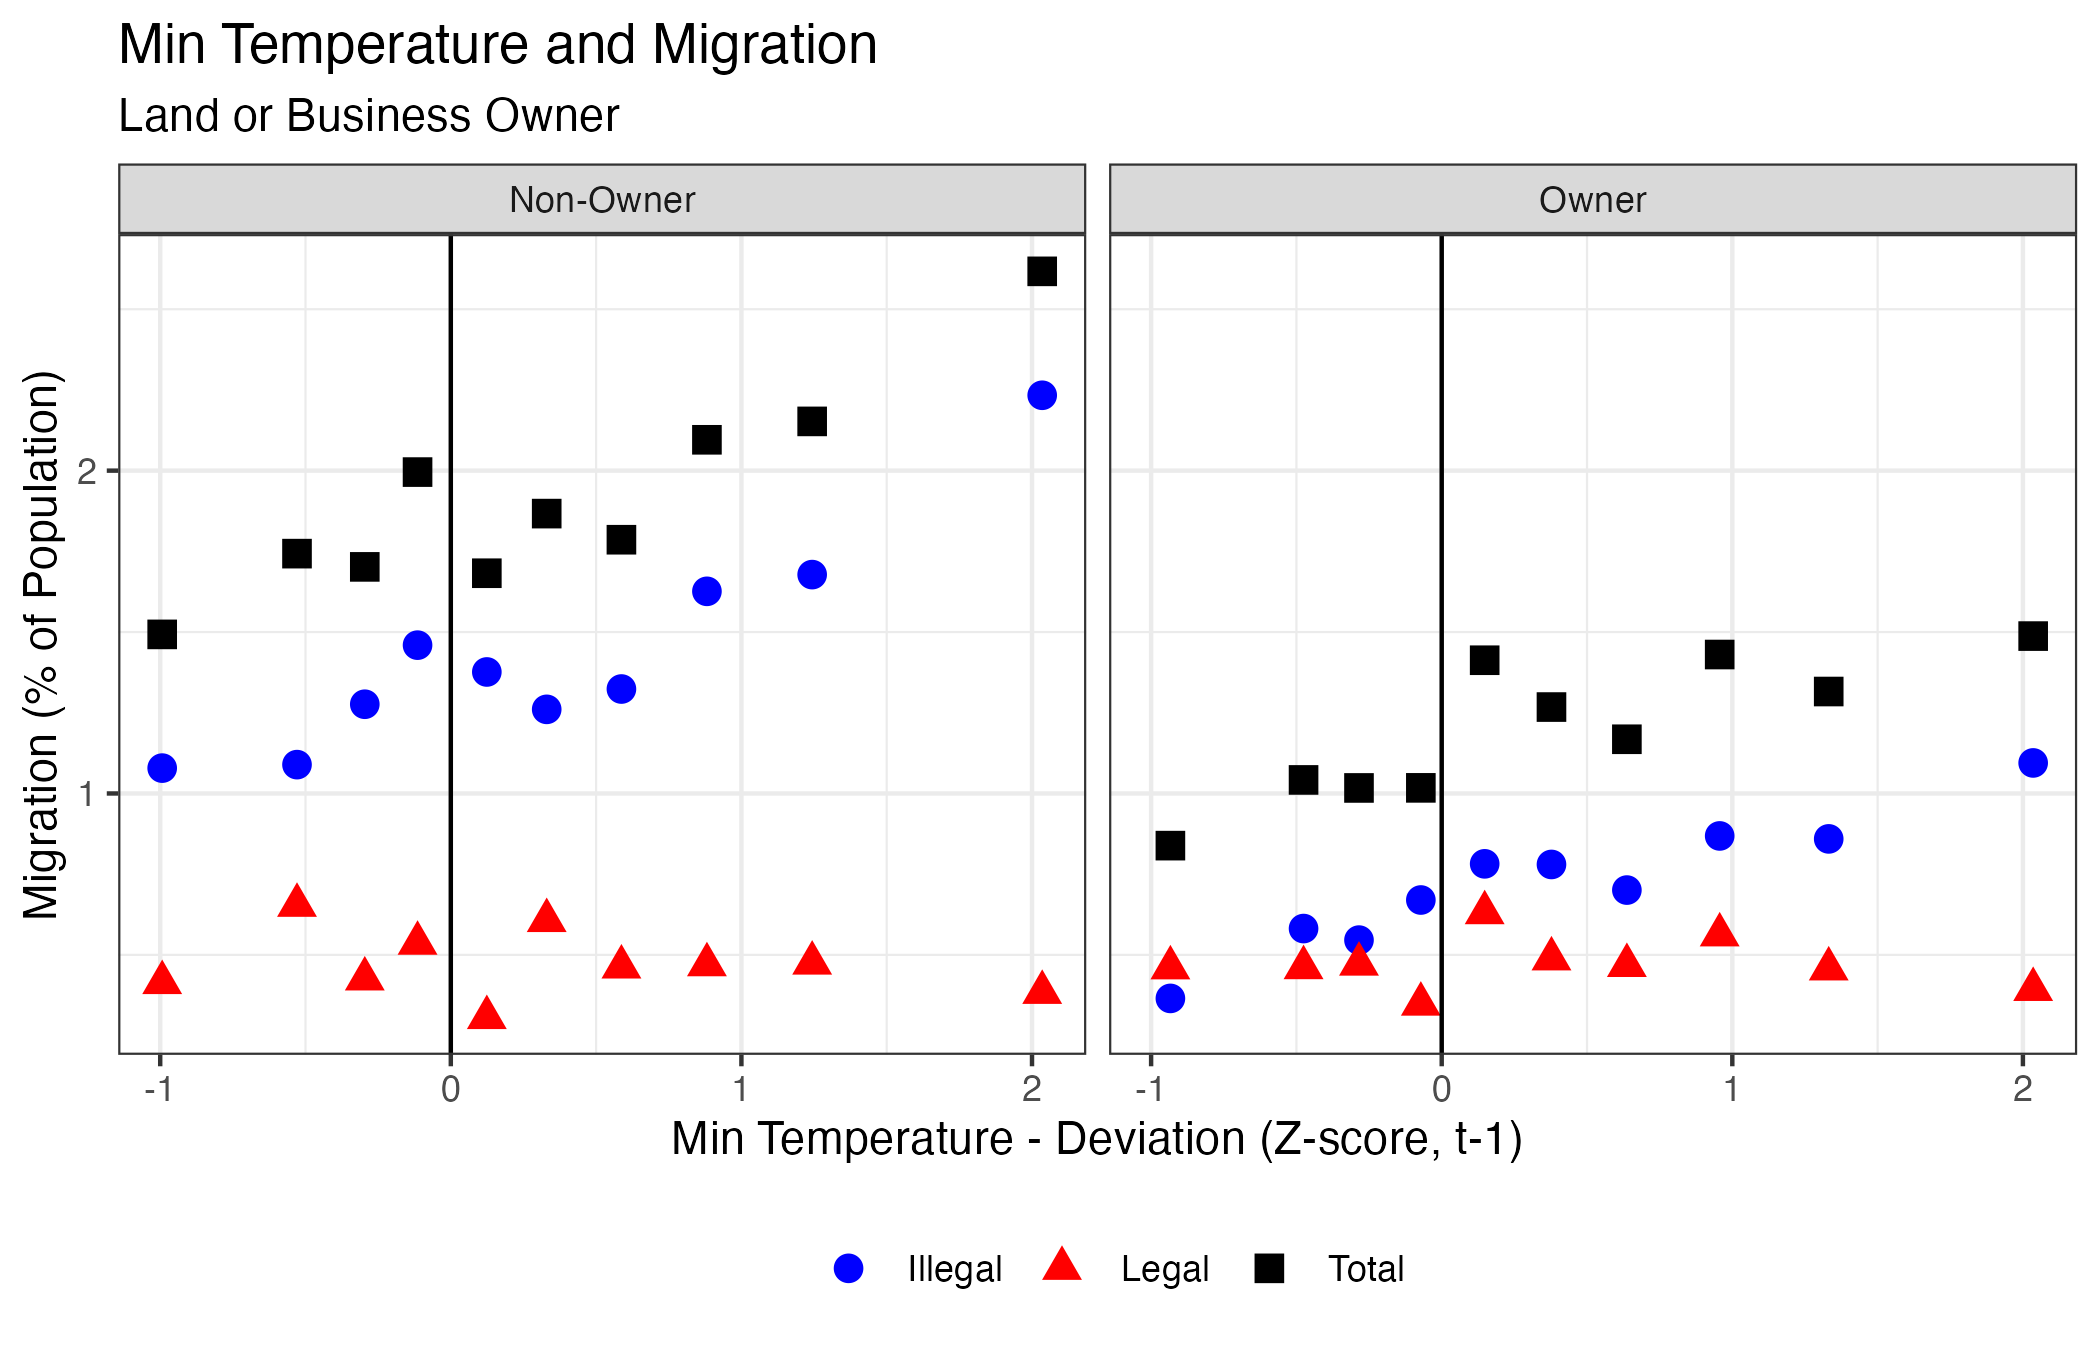 Min Temperature and Migration
Land or Business Owner
Non-Owner
Owner
Migration (% of Population)
2
1
-1 0 1 2
-1 0 1 2
Min Temperature - Deviation (Z-score, t-1)
Illegal Legal Total